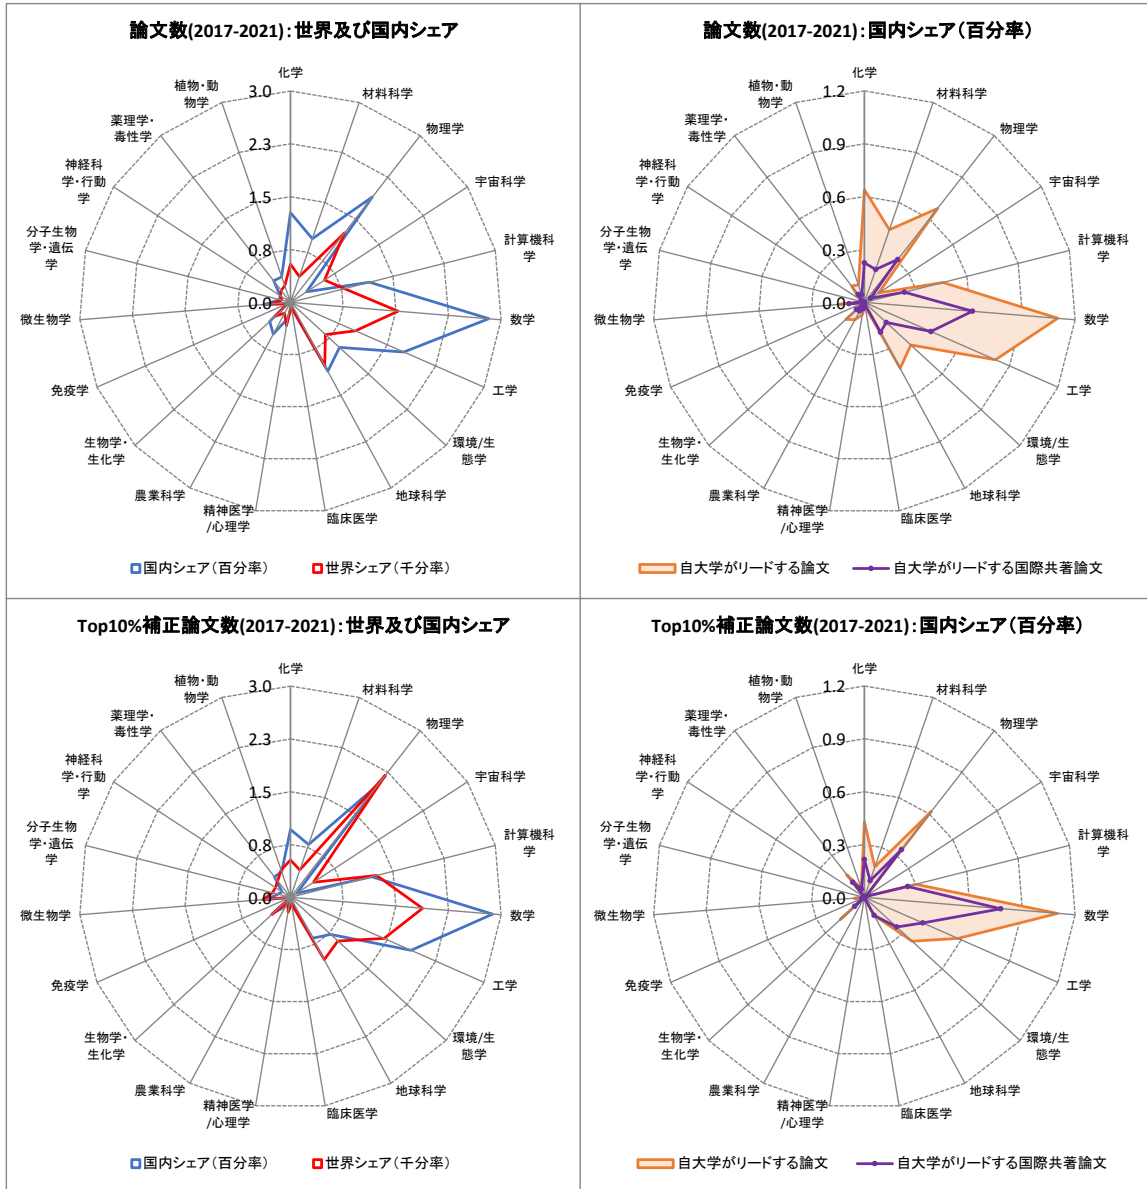 論文数(2017-2021):世界及び国内シェア
化学
材料科学
物理学
宇宙科学
計算機科
学
数学
工学
環境/生
態学
地球科学
臨床医学
精神医学
/心理学
農業科学
生物学・
生化学
免疫学
微生物学
分子生物
学・遺伝
学
神経科
学・行動
学
薬理学・
毒性学
植物・動
物学
3.0
2.3
1.5
0.8
0.0
国内シェア(百分率)
世界シェア(千分率)
論文数(2017-2021):国内シェア(百分率)
化学
材料科学
物理学
宇宙科学
計算機科
学
数学
工学
環境/生
態学
地球科学
臨床医学
精神医学
/心理学
農業科学
生物学・
生化学
免疫学
微生物学
分子生物
学・遺伝
学
神経科
学・行動
学
薬理学・
毒性学
植物・動
物学
1.2
0.9
0.6
0.3
0.0
自大学がリードする論文
自大学がリードする国際共著論文
Top10%補正論文数(2017-2021):世界及び国内シェア
化学
材料科学
物理学
宇宙科学
計算機科
学
数学
工学
環境/生
態学
地球科学
臨床医学
精神医学
/心理学
農業科学
生物学・
生化学
免疫学
微生物学
分子生物
学・遺伝
学
神経科
学・行動
学
薬理学・
毒性学
植物・動
物学
3.0
2.3
1.5
0.8
0.0
国内シェア(百分率)
世界シェア(千分率)
Top10%補正論文数(2017-2021):国内シェア(百分率)
化学
材料科学
物理学
宇宙科学
計算機科
学
数学
工学
環境/生
態学
地球科学
臨床医学
精神医学
/心理学
農業科学
生物学・
生化学
免疫学
微生物学
分子生物
学・遺伝
学
神経科
学・行動
学
薬理学・
毒性学
植物・動
物学
1.2
0.9
0.6
0.3
0.0
自大学がリードする論文
自大学がリードする国際共著論文